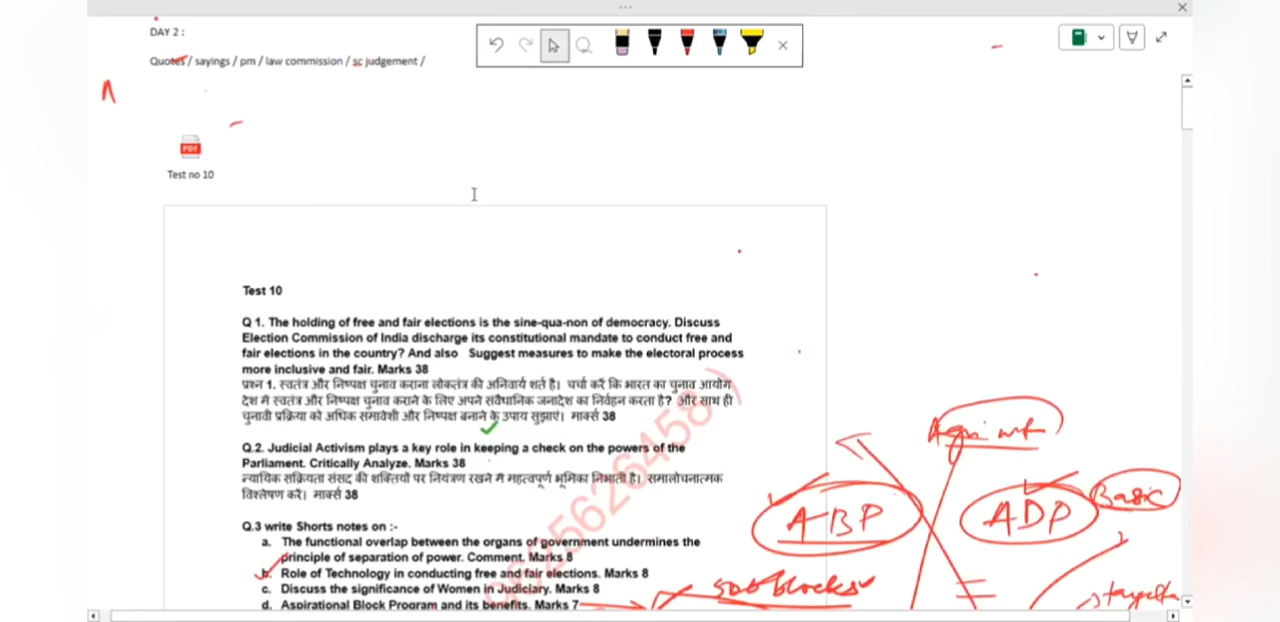 DAY 2 :
Quotes / sayings / pm / law commission / sc judgement /
PDF
Test no 10
Test 10
Q 1. The holding of free and fair elections is the sine-qua-non of democracy. Discuss
Election Commission of India discharge its constitutional mandate to conduct free and
fair elections in the country? And also Suggest measures to make the electoral process
more inclusive and fair. Marks 38
प्रश्न 1. स्वतंत्र और निष्पक्ष चुनाव कराना लोकतंत्र की अनिवार्य शर्त है। चर्चा करें कि भारत का चुनाव आयोग
देश में स्वतंत्र और निष्पक्ष चुनाव कराने के लिए अपने संवैधानिक जनादेश का निर्वहन करता है? और साथ ही
चुनावी प्रक्रिया को अधिक समावेशी और निष्पक्ष बनाने के उपाय सुझाएं। मार्क्स 38
Q.2. Judicial Activism plays a key role in keeping a check on the powers of the
Parliament. Critically Analyze. Marks 38
न्यायिक सक्रियता संसद की शक्तियों पर नियंत्रण रखने में महत्वपूर्ण भूमिका निभाती है। समालोचनात्मक
विश्लेषण करें। मार्क्स 38
Q.3 write Shorts notes on :-
a. The functional overlap between the organs of government undermines the
principle of separation of power. Comment. Marks 8
b. Role of Technology in conducting free and fair elections. Marks 8
c. Discuss the significance of Women in Judiciary. Marks 8
d. Aspirational Block Program and its benefits. Marks 7
ABP
ADP
Basic
500 blocks